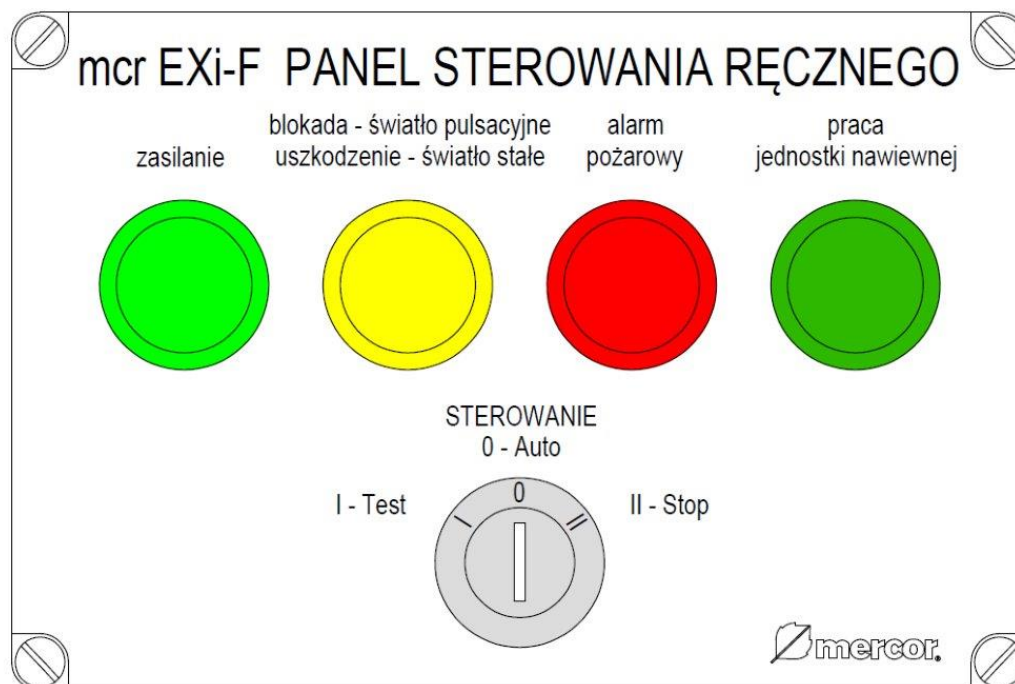 mcr EXi-F PANEL STEROWANIA RĘCZNEGO
zasilanie
blokada - światło pulsacyjne
uszkodzenie - światło stałe
alarm
pożarowy
praca
jednostki nawiewnej
STEROWANIE
0 - Auto
I - Test
0
I
II
II - Stop
mercor.